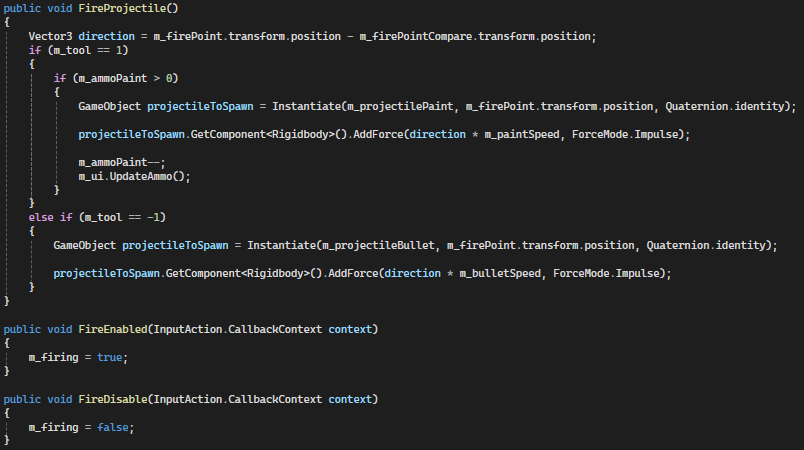 public void FireProjectile()
{
    Vector3 direction = m_firePoint.transform.position - m_firePointCompare.transform.position;
    if (m_tool == 1)
    {
        if (m_ammoPaint > 0)
        {
            GameObject projectileToSpawn = Instantiate(m_projectilePaint, m_firePoint.transform.position, Quaternion.identity);

            projectileToSpawn.GetComponent<Rigidbody>().AddForce(direction * m_paintSpeed, ForceMode.Impulse);

            m_ammoPaint--;
            m_ui.UpdateAmmo();
        }
    }
    else if (m_tool == -1)
    {
        GameObject projectileToSpawn = Instantiate(m_projectileBullet, m_firePoint.transform.position, Quaternion.identity);

        projectileToSpawn.GetComponent<Rigidbody>().AddForce(direction * m_bulletSpeed, ForceMode.Impulse);
    }
}

public void FireEnabled(InputAction.CallbackContext context)
{
    m_firing = true;
}

public void FireDisable(InputAction.CallbackContext context)
{
    m_firing = false;
}